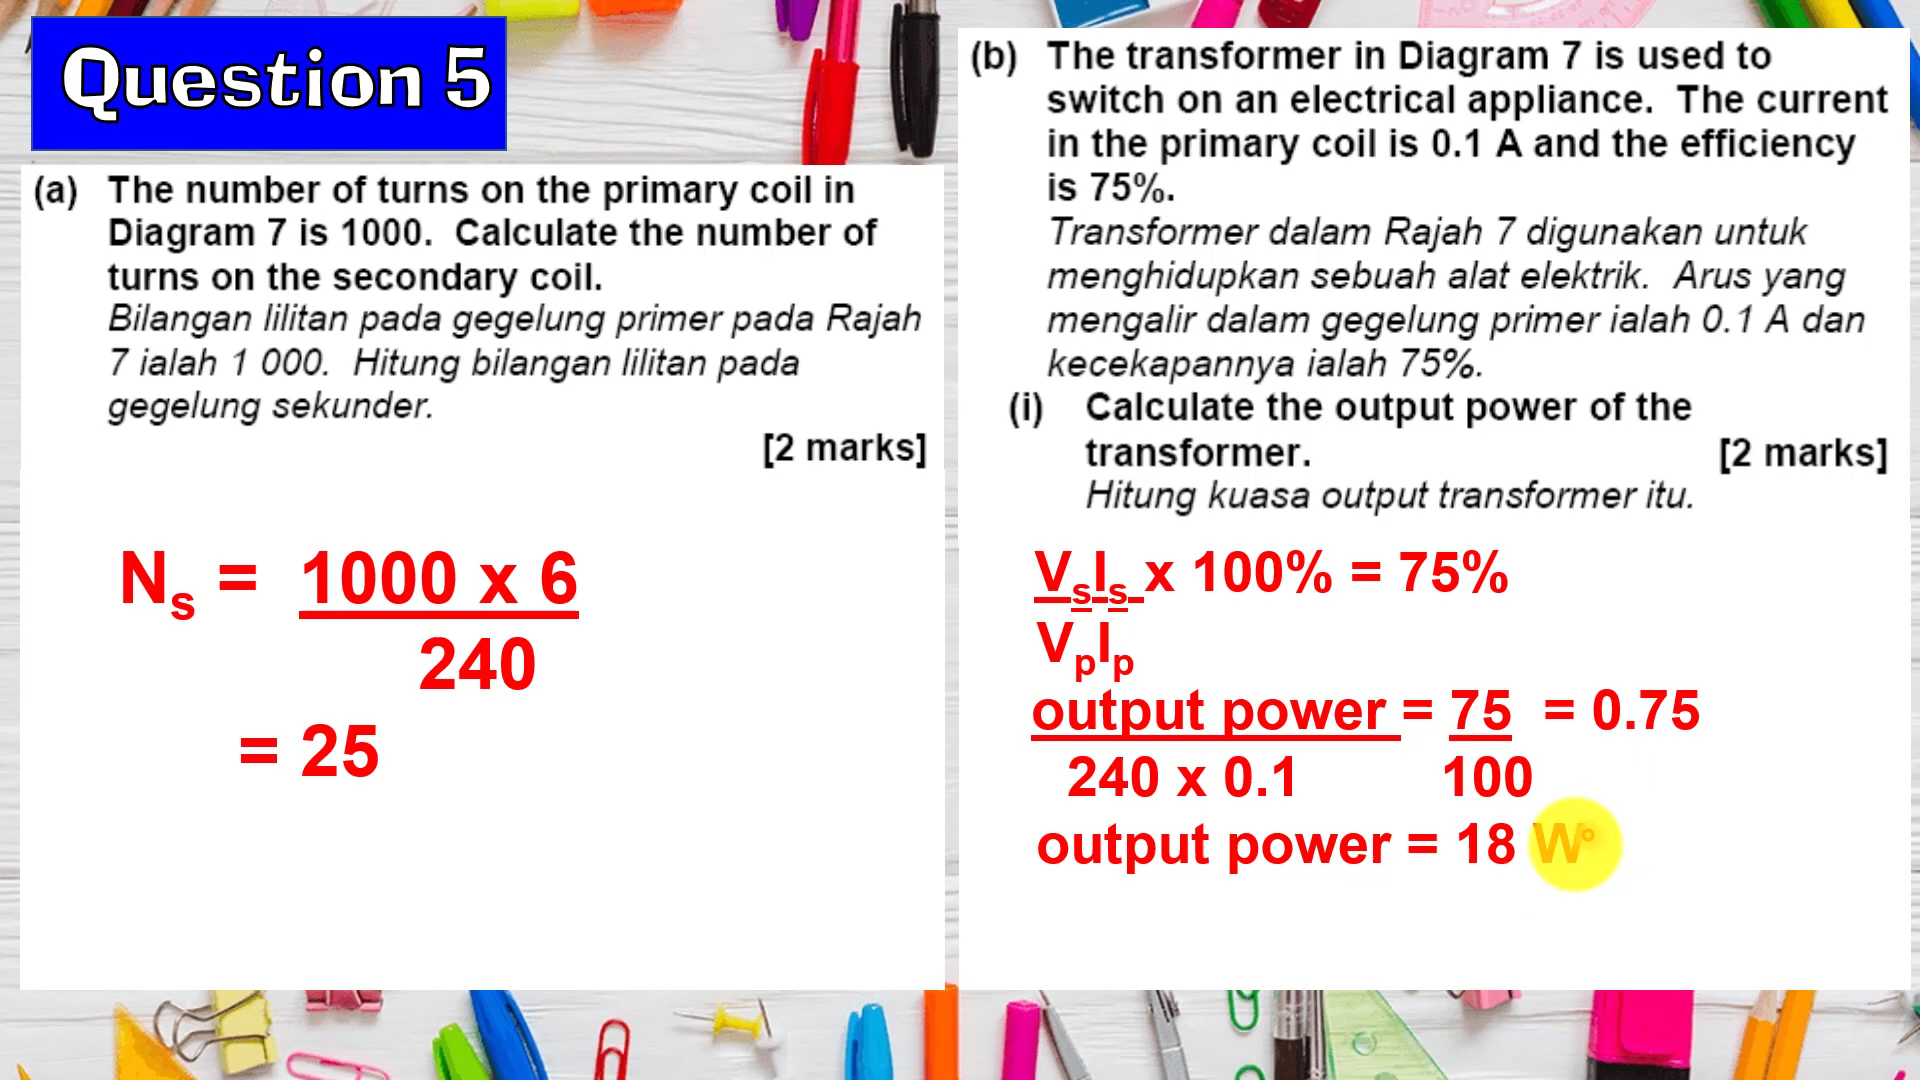 Question 5
(a) The number of turns on the primary coil in
Diagram 7 is 1000. Calculate the number of
turns on the secondary coil.
Bilangan lilitan pada gegelung primer pada Rajah
7 ialah 1 000. Hitung bilangan lilitan pada
gegelung sekunder.
[2 marks]
Ns = 1000 x 6
240
= 25
(b) The transformer in Diagram 7 is used to
switch on an electrical appliance. The current
in the primary coil is 0.1 A and the efficiency
is 75%.
Transformer dalam Rajah 7 digunakan untuk
menghidupkan sebuah alat elektrik. Arus yang
mengalir dalam gegelung primer ialah 0.1 A dan
kecekapannya ialah 75%.
(i) Calculate the output power of the
transformer. [2 marks]
Hitung kuasa output transformer itu.
VsIs x 100% = 75%
VpIp
output power = 75 = 0.75
240 x 0.1 100
output power = 18 W